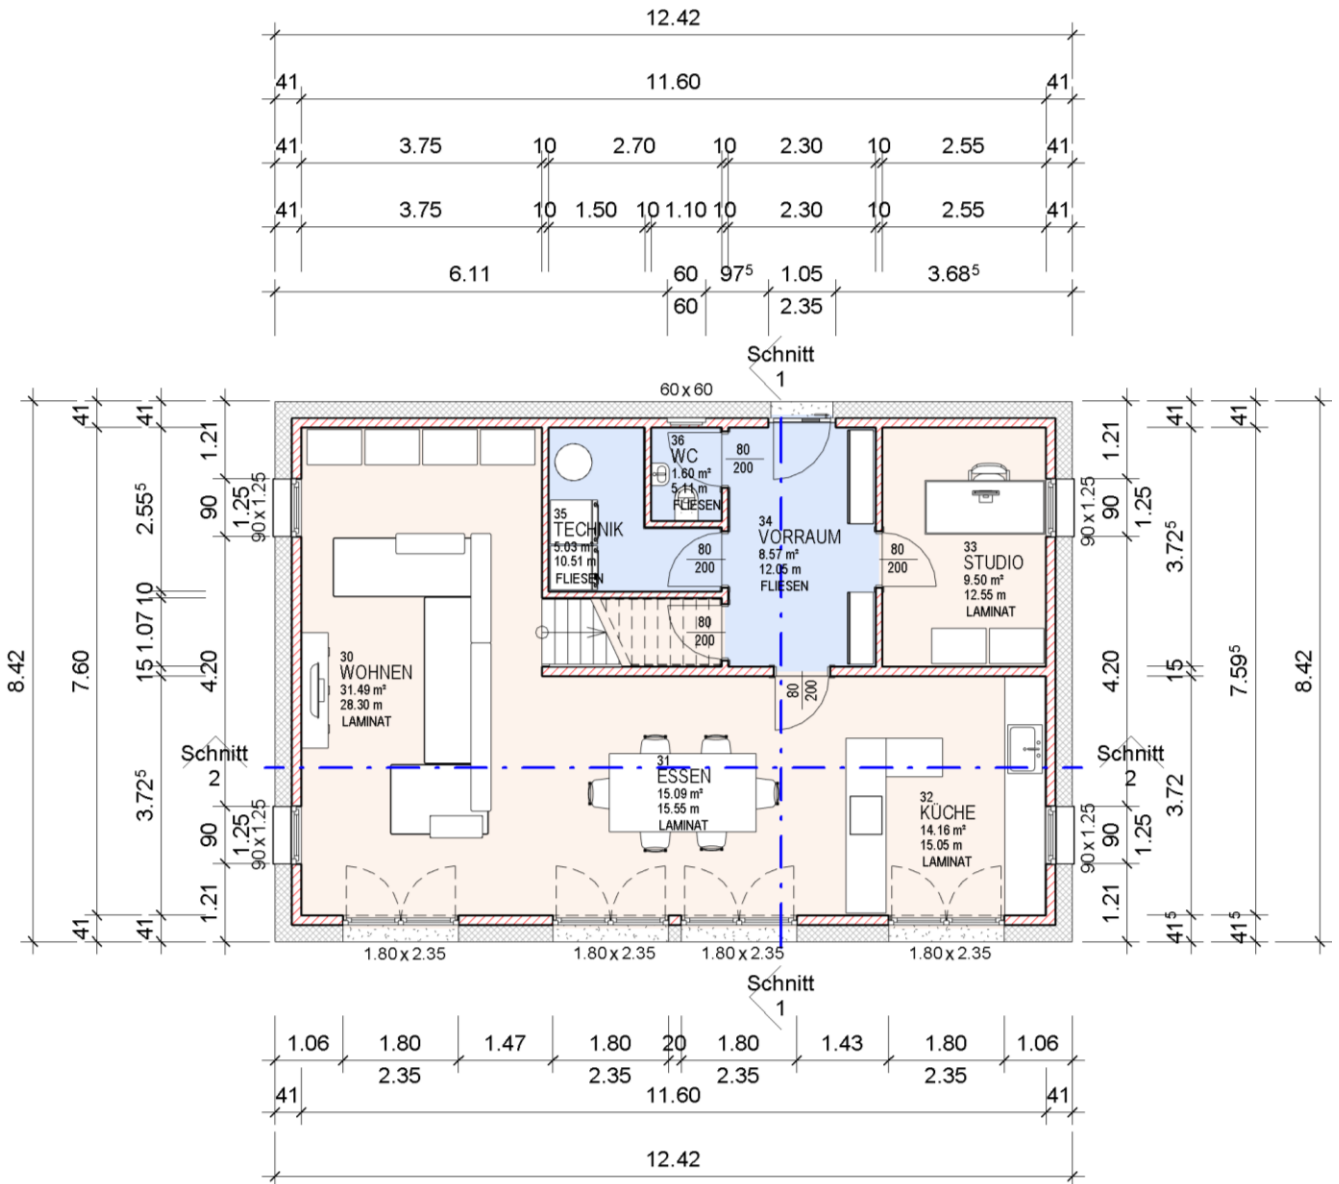 12.42
41 11.60 41
41 3.75 10 2.70 10 2.30 10 2.55 41
41 3.75 10 1.50 10 1.10 10 2.30 10 2.55 41
6.11 60 97⁵ 1.05 3.68⁵
60 2.35
Schnitt
1
60 x 60
8.42
41
7.60
41
41
2.55⁵
10
1.07
15
3.72⁵
41
1.21
90
1.25
90 x 1.25
4.20
90
1.25
90 x 1.25
1.21
36
WC
1.60 m²
5.11 m
FLIESEN
80
200
35
TECHNIK
5.03 m²
10.51 m
FLIESEN
80
200
34
VORRAUM
8.57 m²
12.05 m
FLIESEN
80
200
33
STUDIO
9.50 m²
12.55 m
LAMINAT
80
200
80
200
30
WOHNEN
31.49 m²
28.30 m
LAMINAT
31
ESSEN
15.09 m²
15.55 m
LAMINAT
32
KÜCHE
14.16 m²
15.05 m
LAMINAT
Schnitt
2
Schnitt
2
1.21
90
1.25
90 x 1.25
4.20
90
1.25
90 x 1.25
1.21
41
3.72⁵
15
3.72
41⁵
41
7.59⁵
41⁵
8.42
1.80 x 2.35 1.80 x 2.35 1.80 x 2.35 1.80 x 2.35
Schnitt
1
1.06 1.80 1.47 1.80 20 1.80 1.43 1.80 1.06
2.35 2.35 2.35 2.35
41 11.60 41
12.42